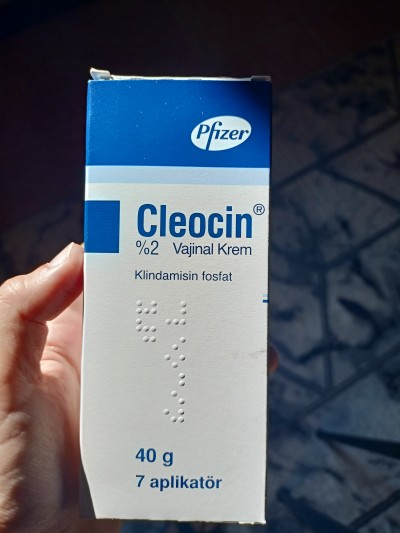 Pfizer
Cleocin®
%2 Vajinal Krem
Klindamisin fosfat
40 g
7 aplikatör